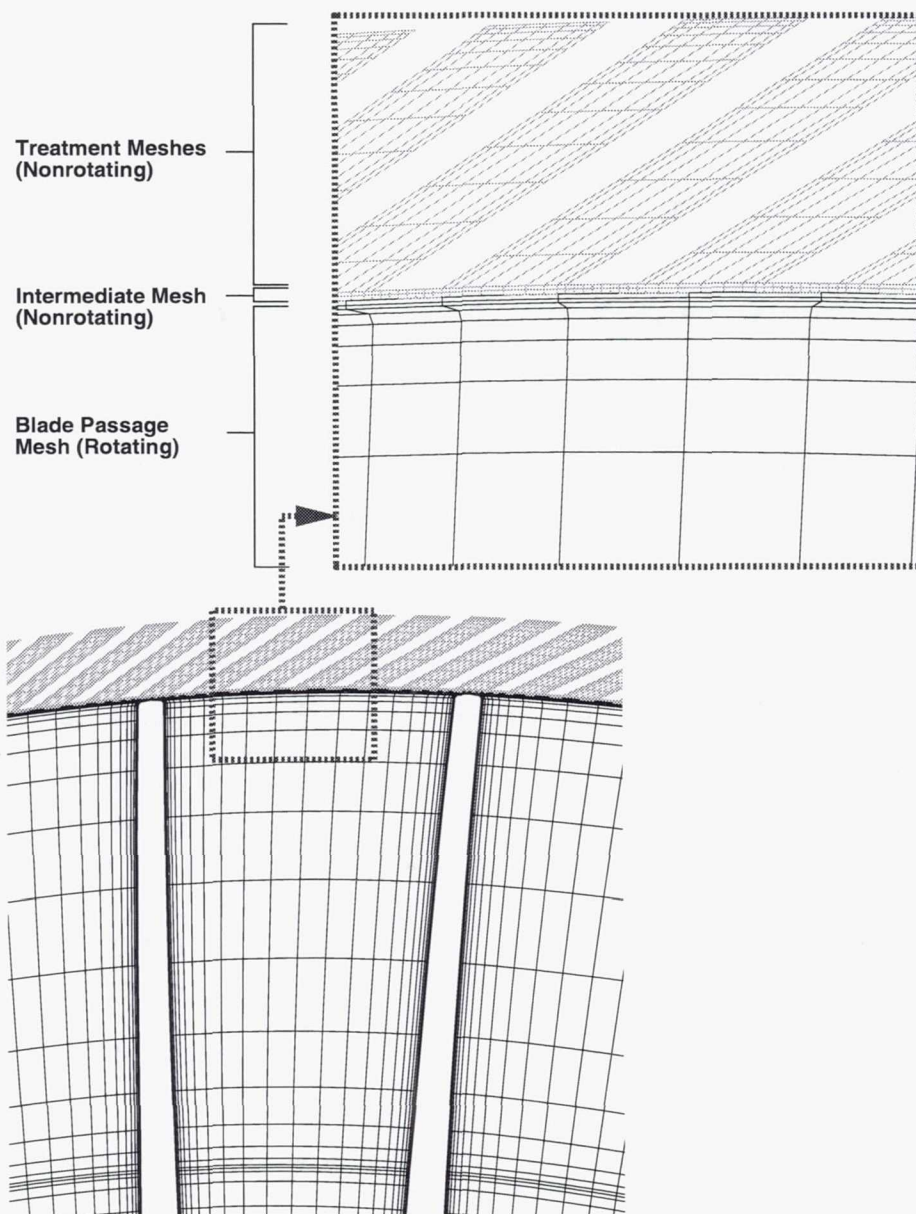 Treatment Meshes
(Nonrotating)
Intermediate Mesh
(Nonrotating)
Blade Passage
Mesh (Rotating)